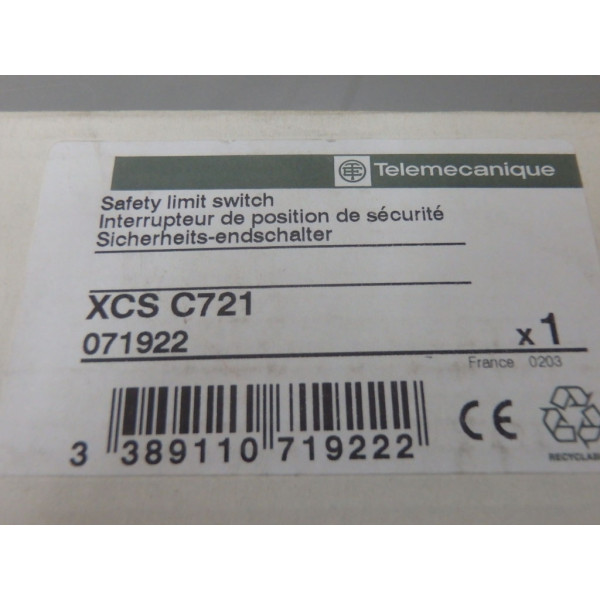 Telemecanique
Safety limit switch
Interrupteur de position de sécurité
Sicherheits-endschalter
XCS C721
071922
x 1
France 0203
3 389110 719222
CE
RECYCLABLE